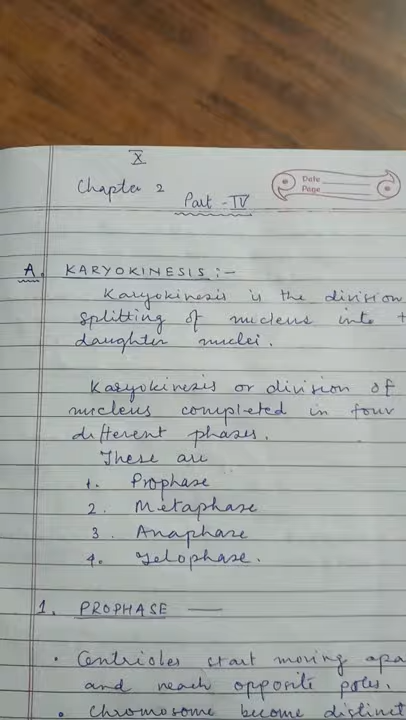 X
Chapter 2
Part - IV
Date
Page
A. KARYOKINESIS :-
Karyokinesis is the division
splitting of nucleus into
daughter nuclei.
Karyokinesis or division of
nucleus completed in four
different phases.
These are
1. Prophase
2. Metaphase
3. Anaphase
4. Telophase.
1. PROPHASE —
• Centrioles start moving apa
and reach opposite poles.
• Chromosome become distinct